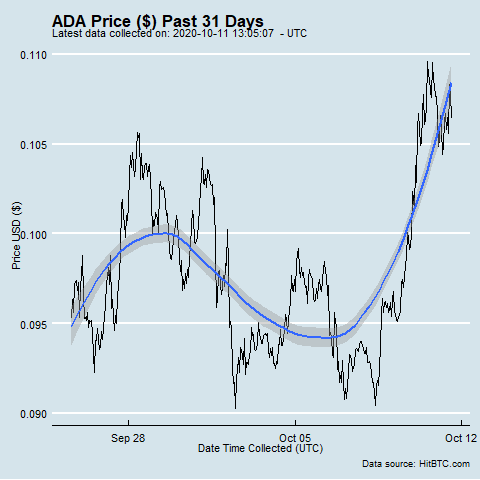 ADA Price ($) Past 31 Days
Latest data collected on: 2020-10-11 13:05:07  - UTC
0.110
0.105
0.100
0.095
0.090
Price USD ($)
Sep 28
Oct 05
Oct 12
Date Time Collected (UTC)
Data source: HitBTC.com